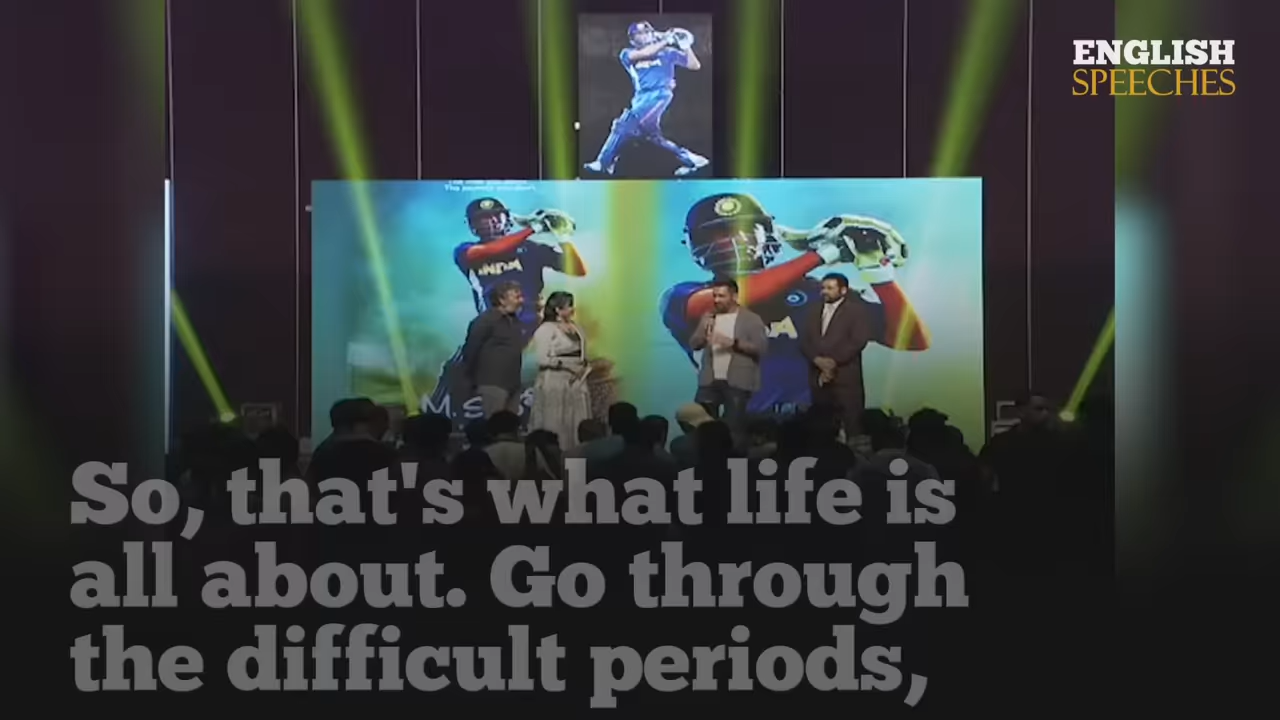 ENGLISH
SPEECHES
INDIA
M.S.
So, that's what life is
all about. Go through
the difficult periods,